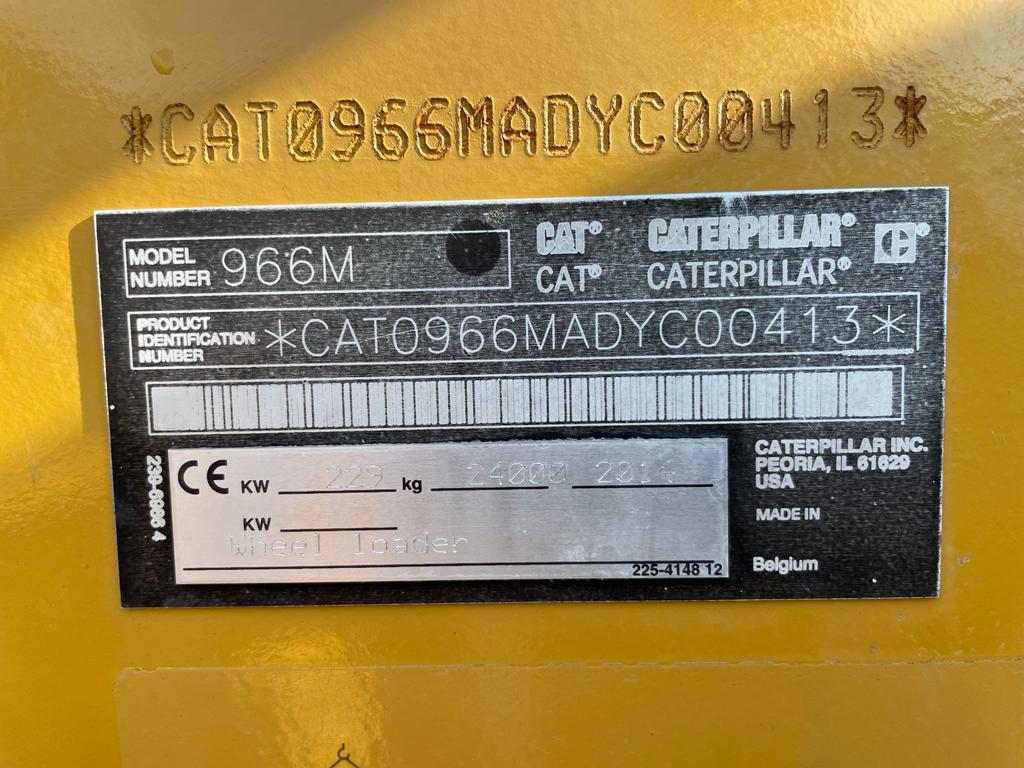 *CAT0966MADYC00413*
MODEL NUMBER 966M
CAT® CATERPILLAR®
CAT® CATERPILLAR®
PRODUCT IDENTIFICATION NUMBER *CAT0966MADYC00413*
239-6966 4
CE KW 229 kg 24000 2014
KW
Wheel loader
225-4148 12
CATERPILLAR INC.
PEORIA, IL 61629
USA
MADE IN
Belgium